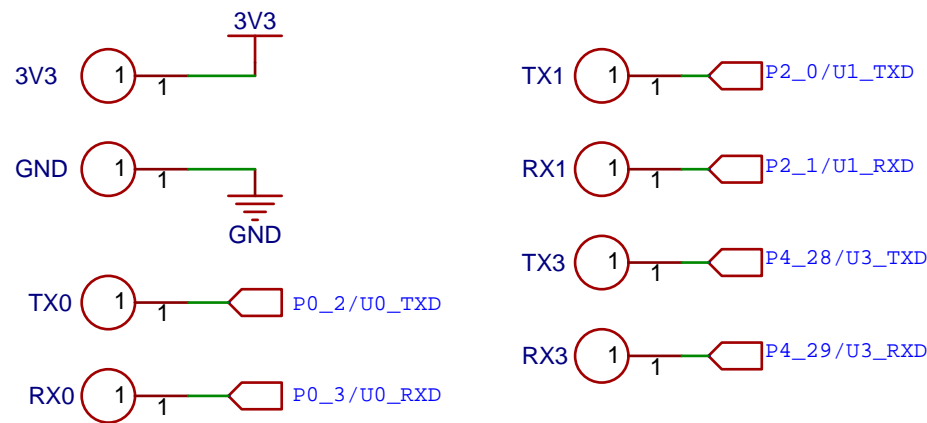 3V3
3V3 1 1
GND 1 1
GND
TX0 1 1 P0_2/U0_TXD
RX0 1 1 P0_3/U0_RXD
TX1 1 1 P2_0/U1_TXD
RX1 1 1 P2_1/U1_RXD
TX3 1 1 P4_28/U3_TXD
RX3 1 1 P4_29/U3_RXD